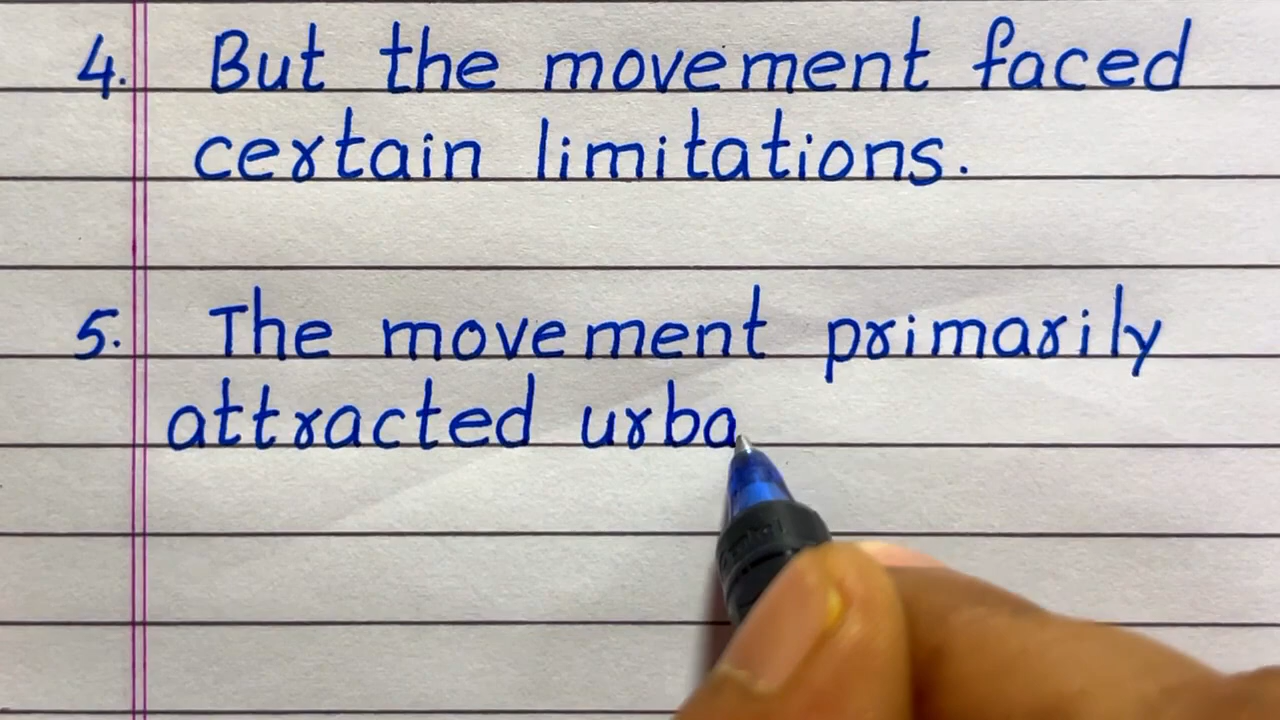 4. But the movement faced
certain limitations.
5. The movement primarily
attracted urba